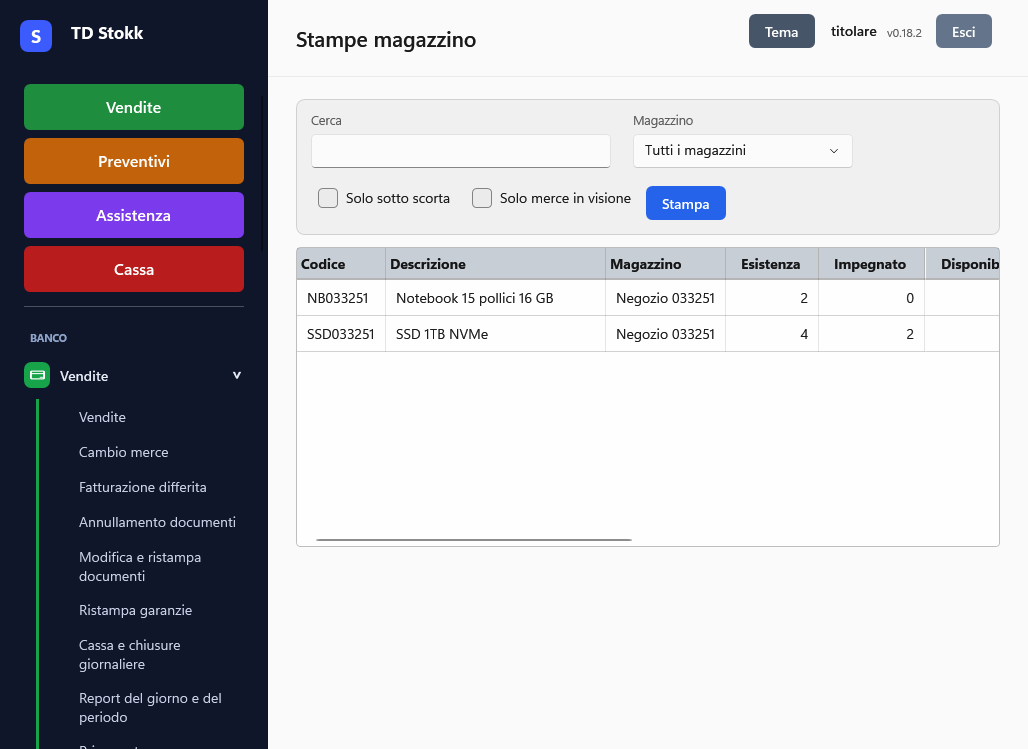 S
TD Stokk
Vendite
Preventivi
Assistenza
Cassa
BANCO
Vendite
Vendite
Cambio merce
Fatturazione differita
Annullamento documenti
Modifica e ristampa
documenti
Ristampa garanzie
Cassa e chiusure
giornaliere
Report del giorno e del
periodo
Stampe magazzino
Tema
titolare
v0.18.2
Esci
Cerca
Magazzino
Tutti i magazzini
Solo sotto scorta
Solo merce in visione
Stampa
Codice Descrizione Magazzino Esistenza Impegnato Disponib
NB033251 Notebook 15 pollici 16 GB Negozio 033251 2 0
SSD033251 SSD 1TB NVMe Negozio 033251 4 2